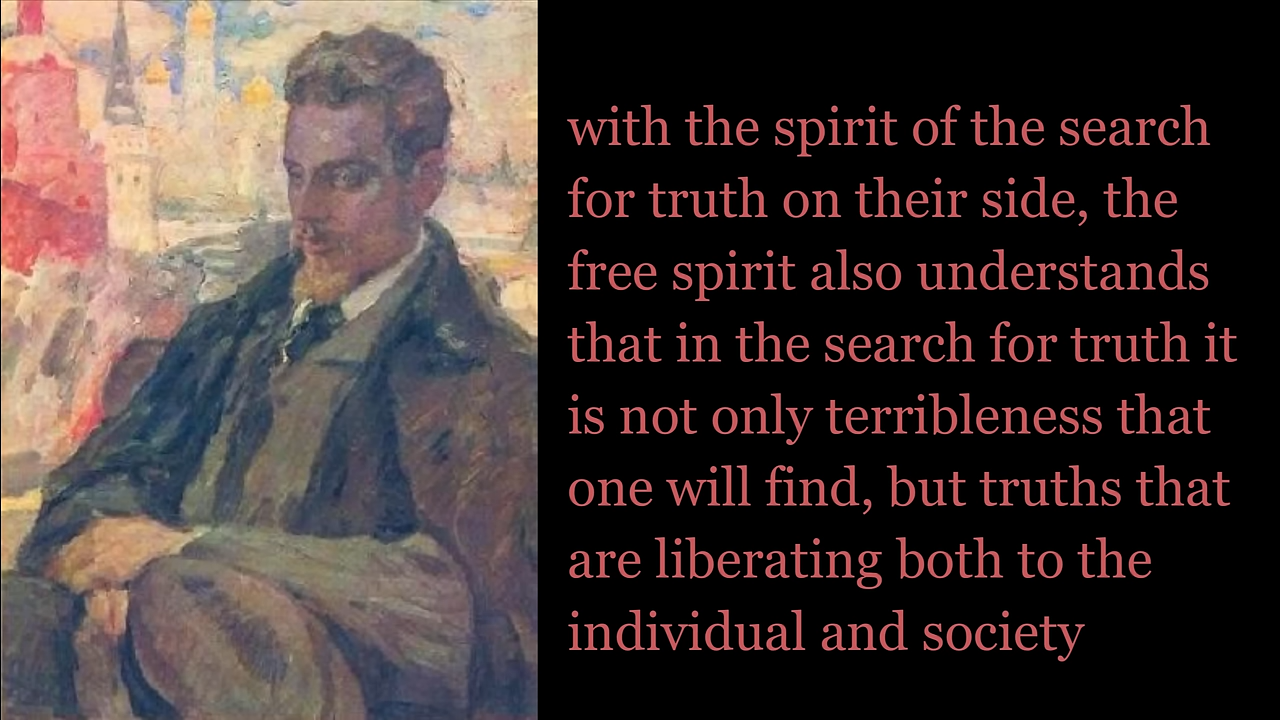 with the spirit of the search
for truth on their side, the
free spirit also understands
that in the search for truth it
is not only terribleness that
one will find, but truths that
are liberating both to the
individual and society